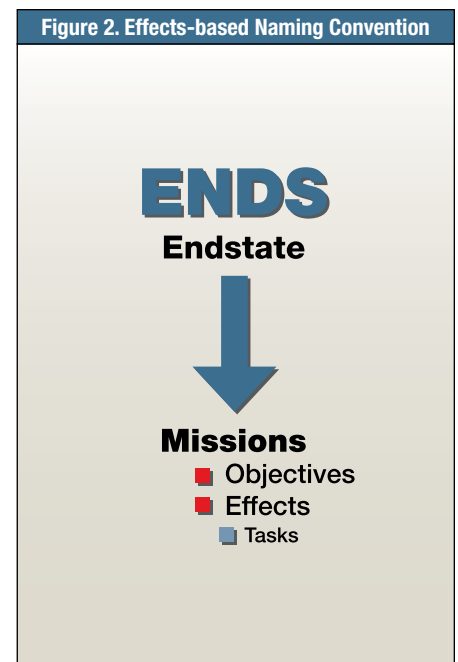 Figure 2. Effects-based Naming Convention
ENDS
Endstate
Missions
Objectives
Effects
Tasks